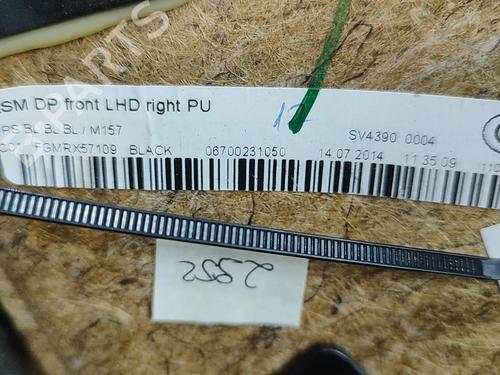 SM DP front LHD right PU
PS BL BL BL / M157
SV4390 0004
FGMRX57109 BLACK 06700231050 14.07.2014 11:35:09
17
2552